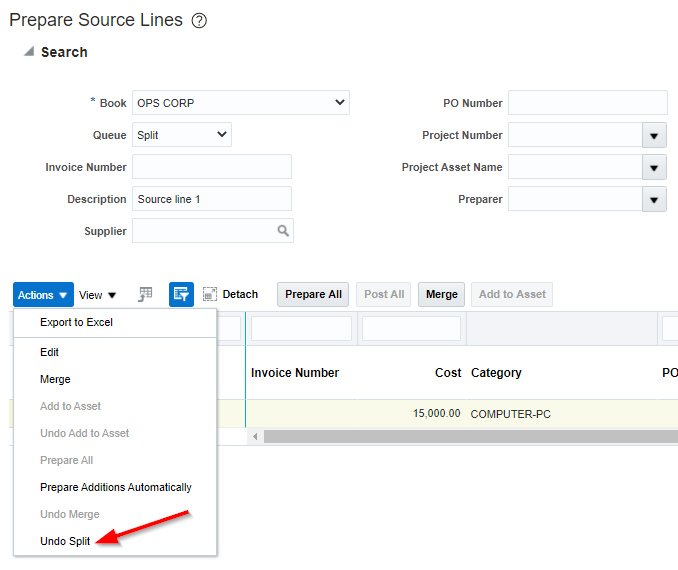 Prepare Source Lines ?
Search
* Book OPS CORP PO Number
Queue Split Project Number
Invoice Number Project Asset Name
Description Source line 1 Preparer
Supplier
Actions View Detach Prepare All Post All Merge Add to Asset
Export to Excel
Edit
Invoice Number Cost Category PO
Merge
Add to Asset
15,000.00 COMPUTER-PC
Undo Add to Asset
Prepare All
Prepare Additions Automatically
Undo Merge
Undo Split